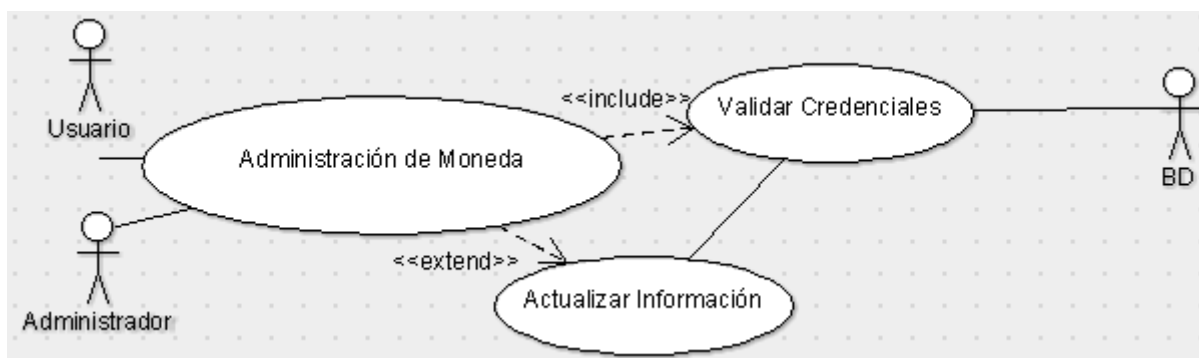 Usuario
<<include>>
Validar Credenciales
Administración de Moneda
BD
<<extend>>
Actualizar Información
Administrador